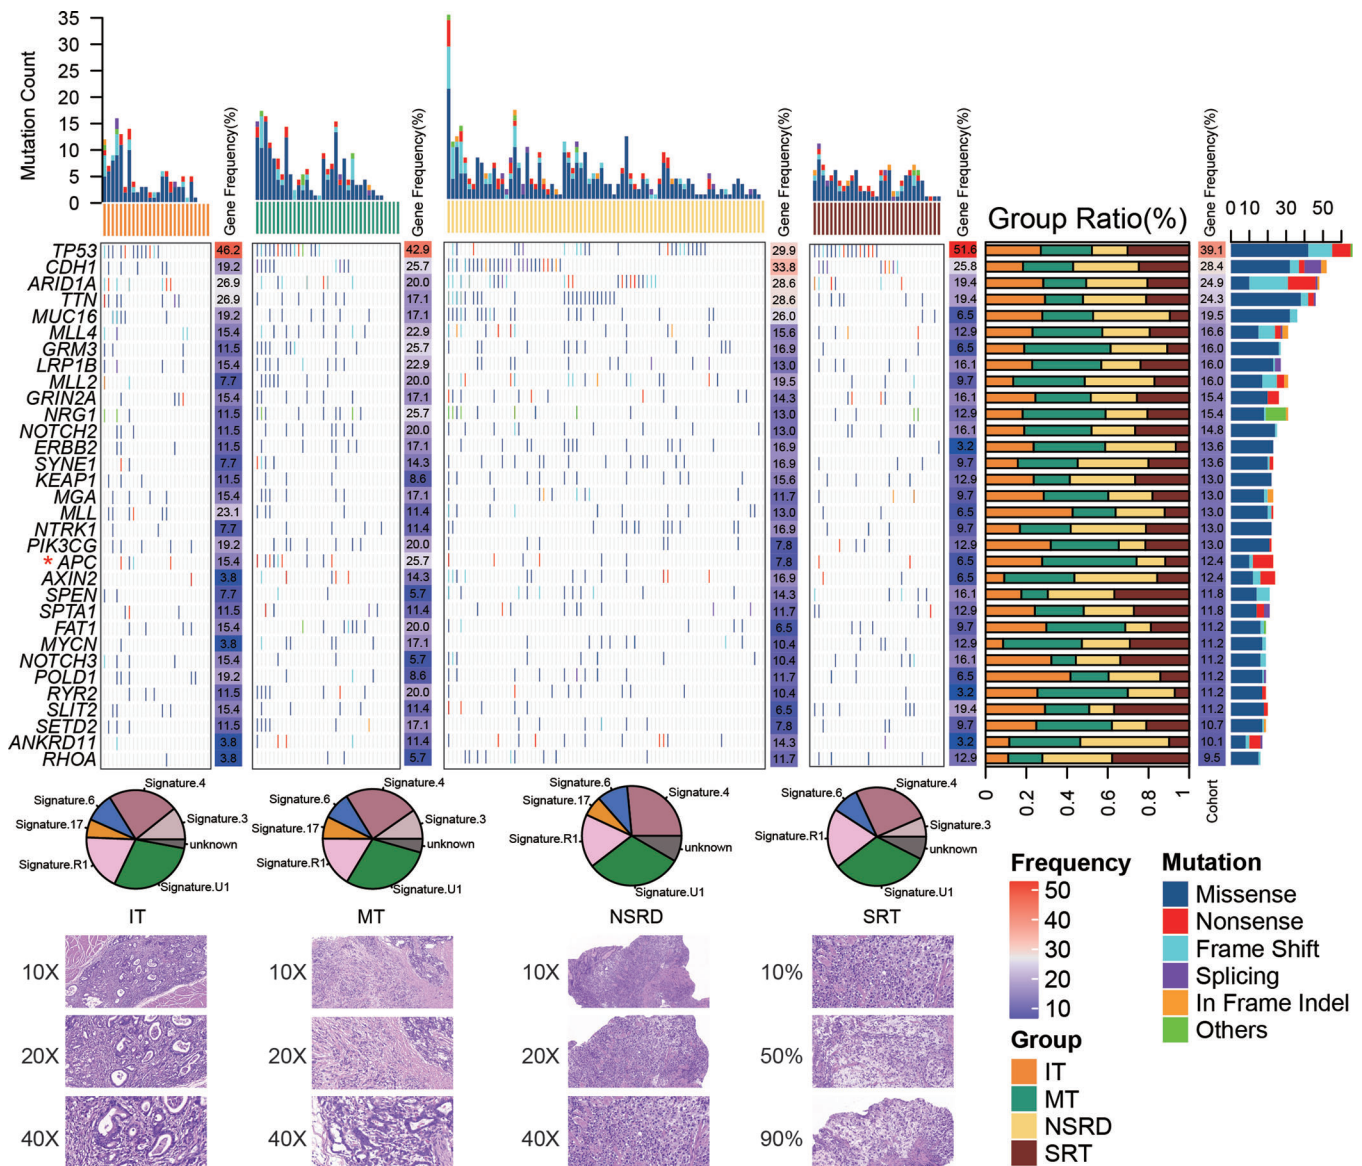 Mutation Count
35
30
25
20
15
10
5
0
Gene Frequency(%)
Gene Frequency(%)
Gene Frequency(%)
Gene Frequency(%)
Group Ratio(%)
Gene Frequency(%)
0 10 30 50
TP53 46.2 42.9 29.9 51.6 39.1
CDH1 19.2 25.7 33.8 25.8 28.4
ARID1A 26.9 20.0 28.6 19.4 24.9
TTN 26.9 17.1 28.6 19.4 24.3
MUC16 19.2 17.1 26.0 6.5 19.5
MLL4 15.4 22.9 15.6 12.9 16.6
GRM3 11.5 25.7 16.9 6.5 16.0
LRP1B 15.4 22.9 13.0 16.1 16.0
MLL2 7.7 20.0 19.5 9.7 16.0
GRIN2A 15.4 17.1 14.3 16.1 15.4
NRG1 11.5 25.7 13.0 12.9 15.4
NOTCH2 11.5 20.0 13.0 16.1 14.8
ERBB2 11.5 17.1 16.9 3.2 13.6
SYNE1 7.7 14.3 16.9 9.7 13.6
KEAP1 11.5 8.6 15.6 12.9 13.0
MGA 15.4 17.1 11.7 9.7 13.0
MLL 23.1 11.4 13.0 6.5 13.0
NTRK1 7.7 11.4 16.9 9.7 13.0
PIK3CG 19.2 20.0 7.8 12.9 13.0
* APC 15.4 25.7 7.8 6.5 12.4
AXIN2 3.8 14.3 16.9 6.5 12.4
SPEN 7.7 5.7 14.3 16.1 11.8
SPTA1 11.5 11.4 11.7 12.9 11.8
FAT1 15.4 20.0 6.5 9.7 11.2
MYCN 3.8 17.1 10.4 12.9 11.2
NOTCH3 15.4 5.7 10.4 16.1 11.2
POLD1 19.2 8.6 11.7 6.5 11.2
RYR2 11.5 20.0 10.4 3.2 11.2
SLIT2 15.4 11.4 6.5 19.4 11.2
SETD2 11.5 17.1 7.8 9.7 10.7
ANKRD11 3.8 11.4 14.3 3.2 10.1
RHOA 3.8 5.7 11.7 12.9 9.5
0 0.2 0.4 0.6 0.8 1
Cohort
Signature.4
Signature.6
Signature.17
Signature.3
unknown
Signature.R1
Signature.U1
IT
Signature.4
Signature.6
Signature.17
Signature.3
unknown
Signature.R1
Signature.U1
MT
Signature.4
Signature.6
Signature.17
Signature.R1
unknown
Signature.U1
NSRD
Signature.4
Signature.6
Signature.R1
Signature.3
unknown
Signature.U1
SRT
10X 10X 10X 10%
20X 20X 20X 50%
40X 40X 40X 90%
Frequency
50
40
30
20
10
Group
IT
MT
NSRD
SRT
Mutation
Missense
Nonsense
Frame Shift
Splicing
In Frame Indel
Others